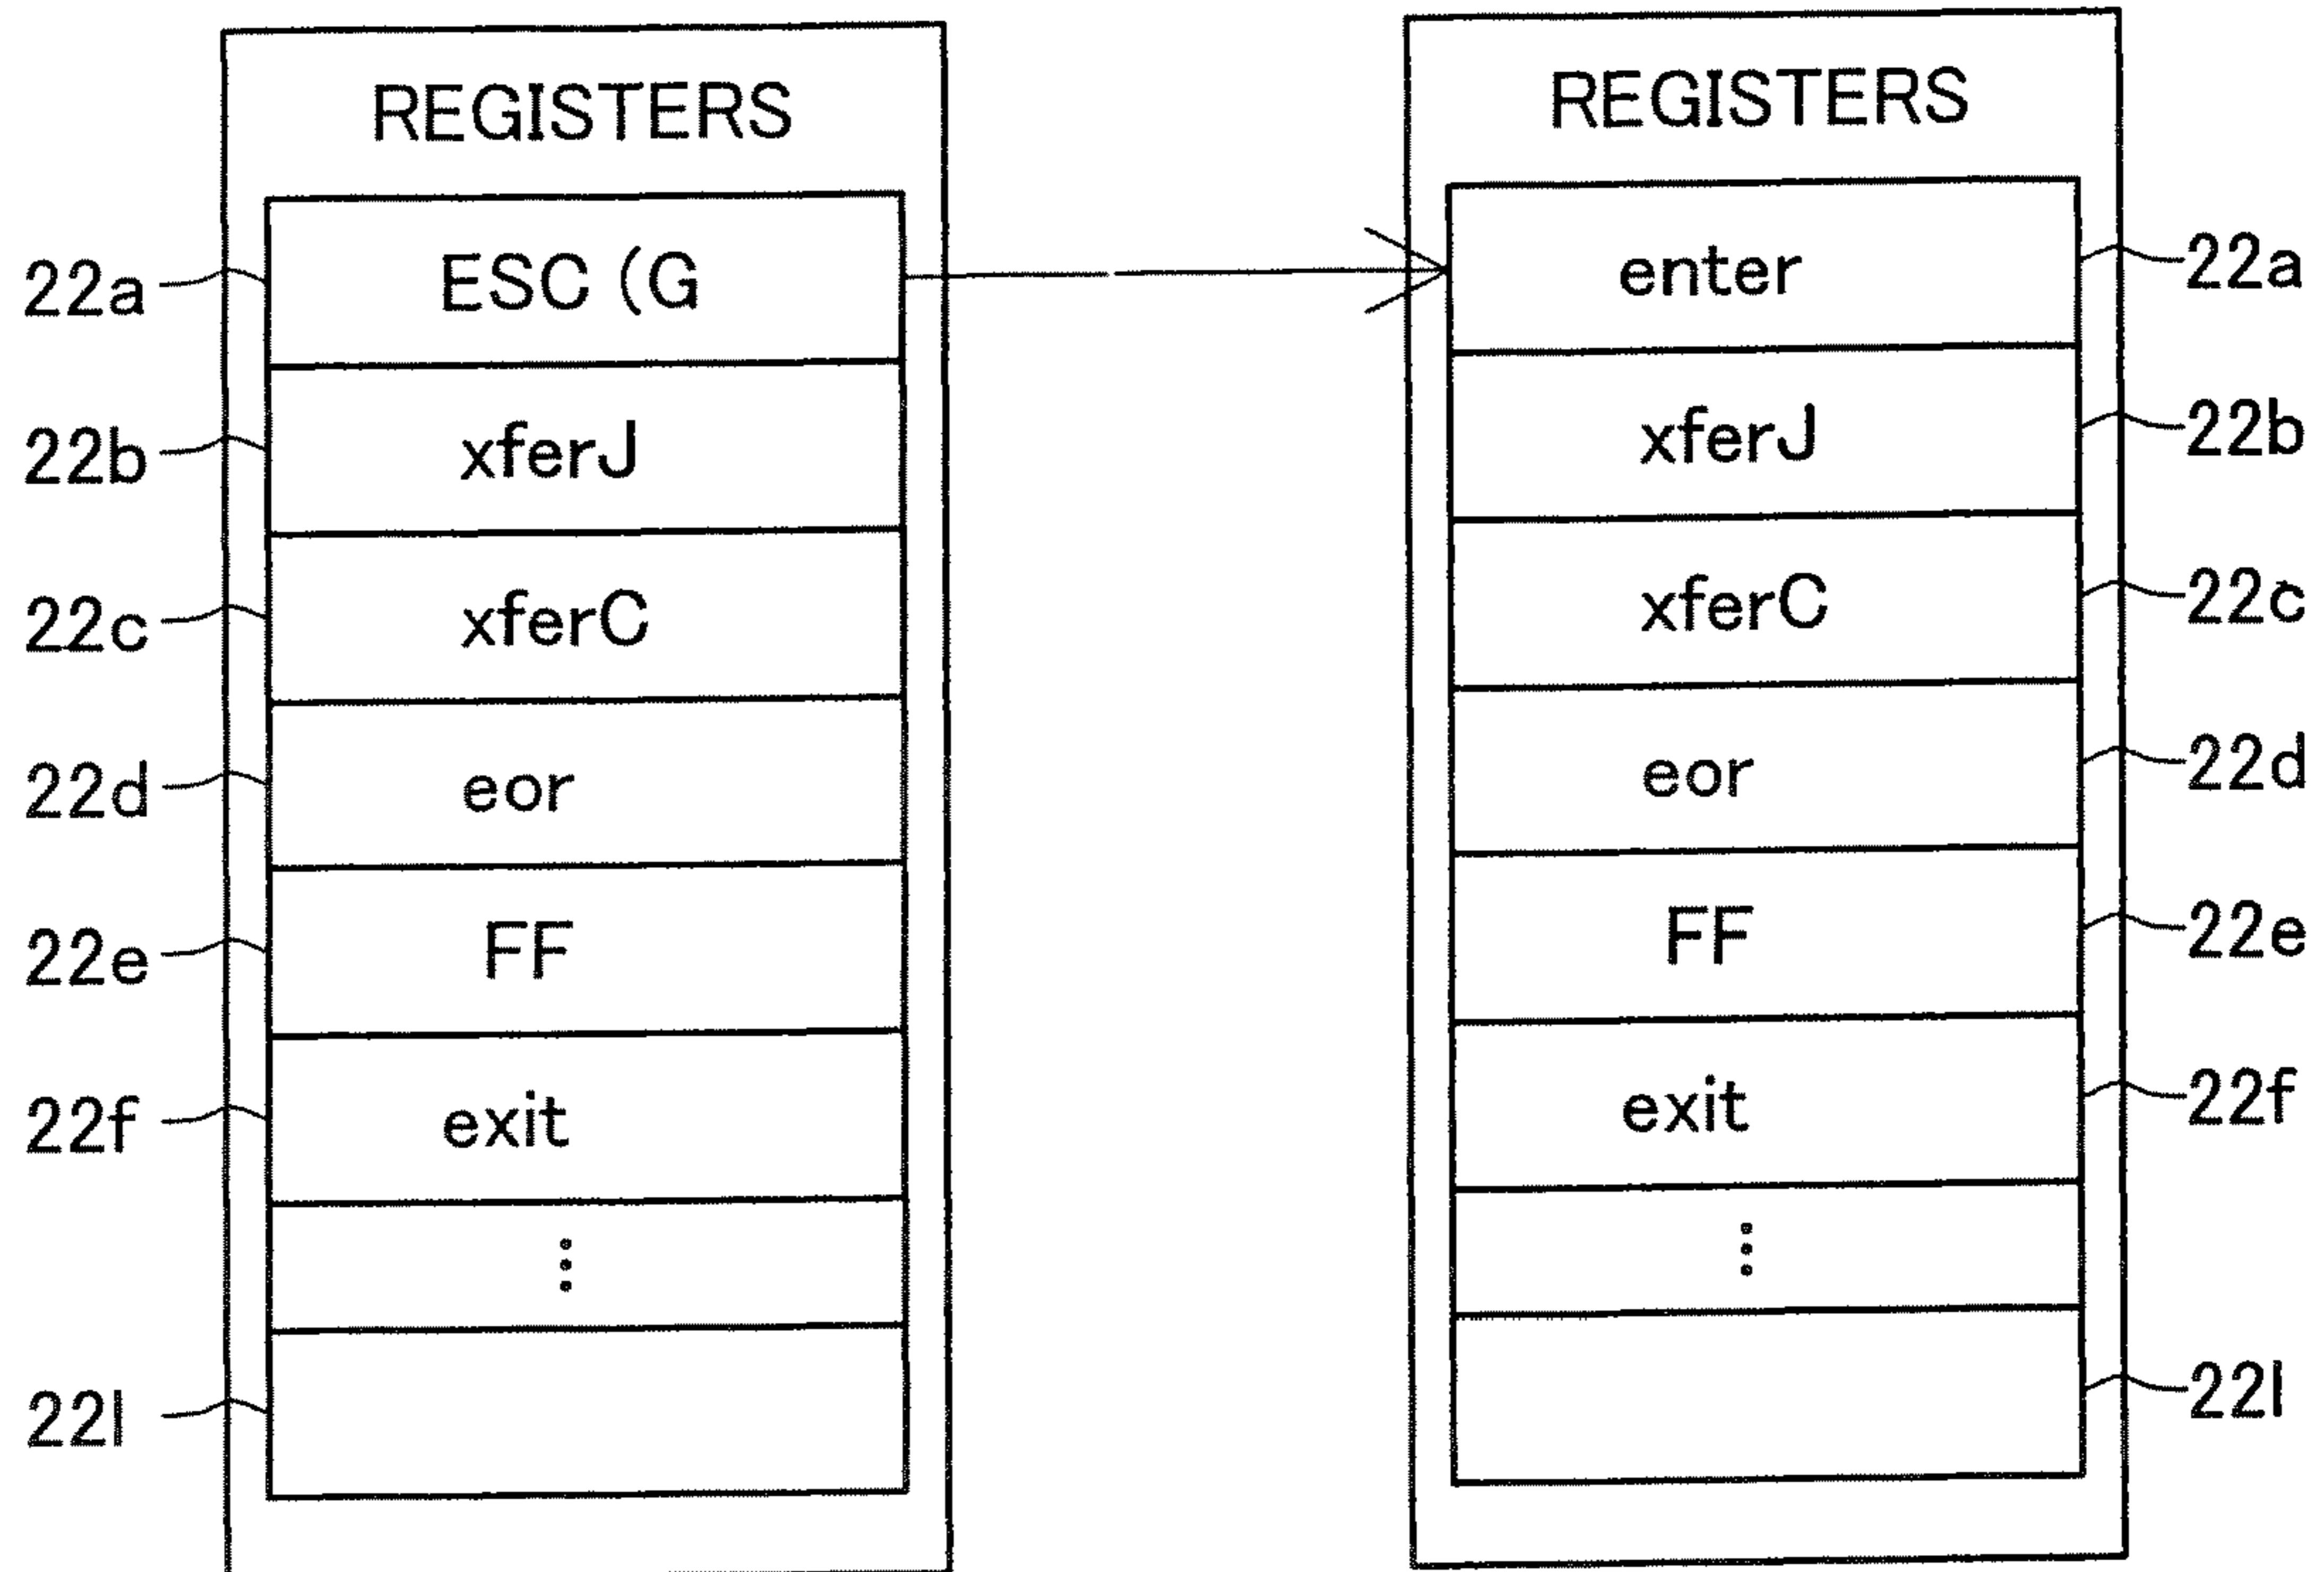 REGISTERS
22a ESC (G
22b xferJ
22c xferC
22d eor
22e FF
22f exit
⋮
22l
REGISTERS
enter 22a
xferJ 22b
xferC 22c
eor 22d
FF 22e
exit 22f
⋮
22l